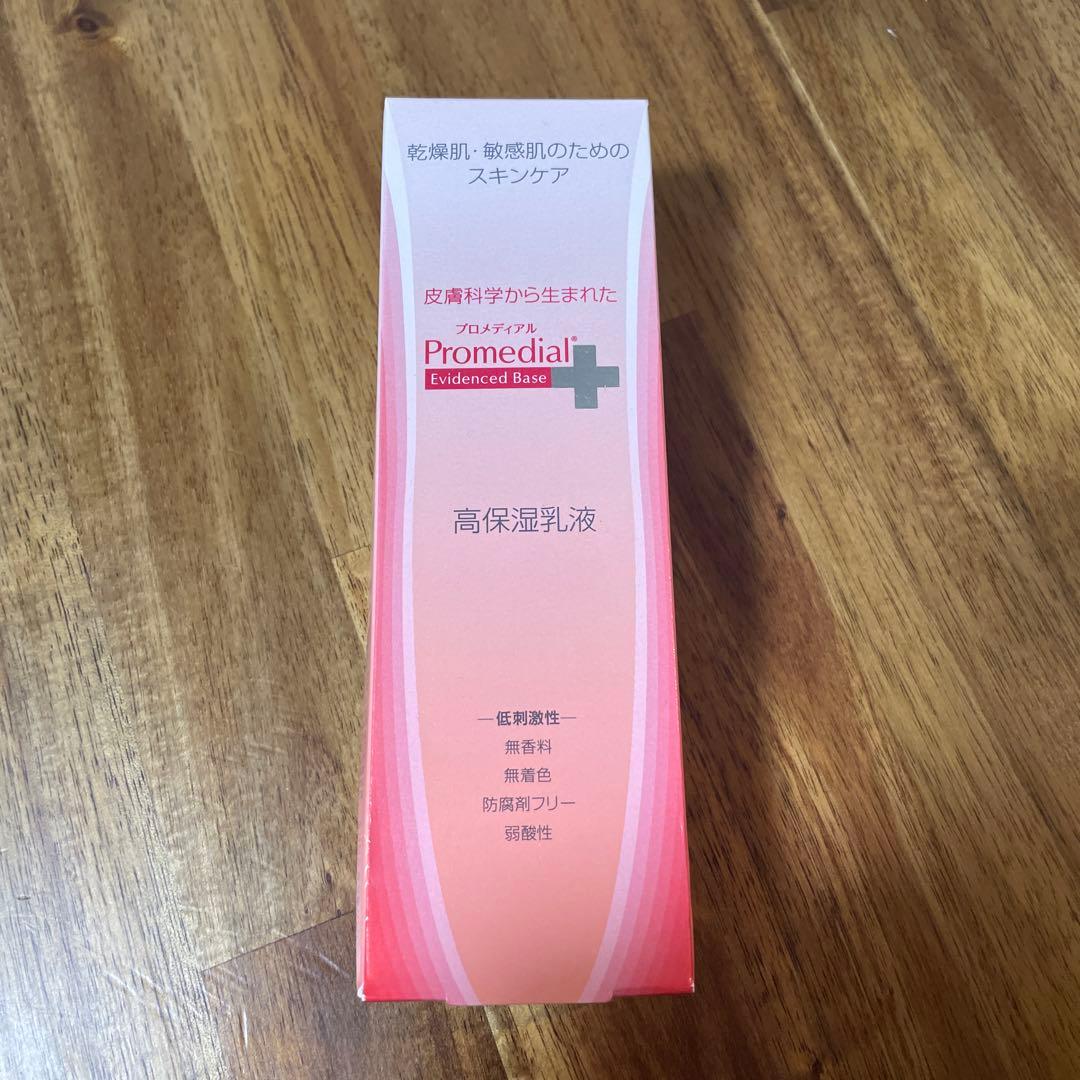 乾燥肌・敏感肌のための
スキンケア
皮膚科学から生まれた
プロメディアル
Promedial®
Evidenced Base
高保湿乳液
―低刺激性―
無香料
無着色
防腐剤フリー
弱酸性